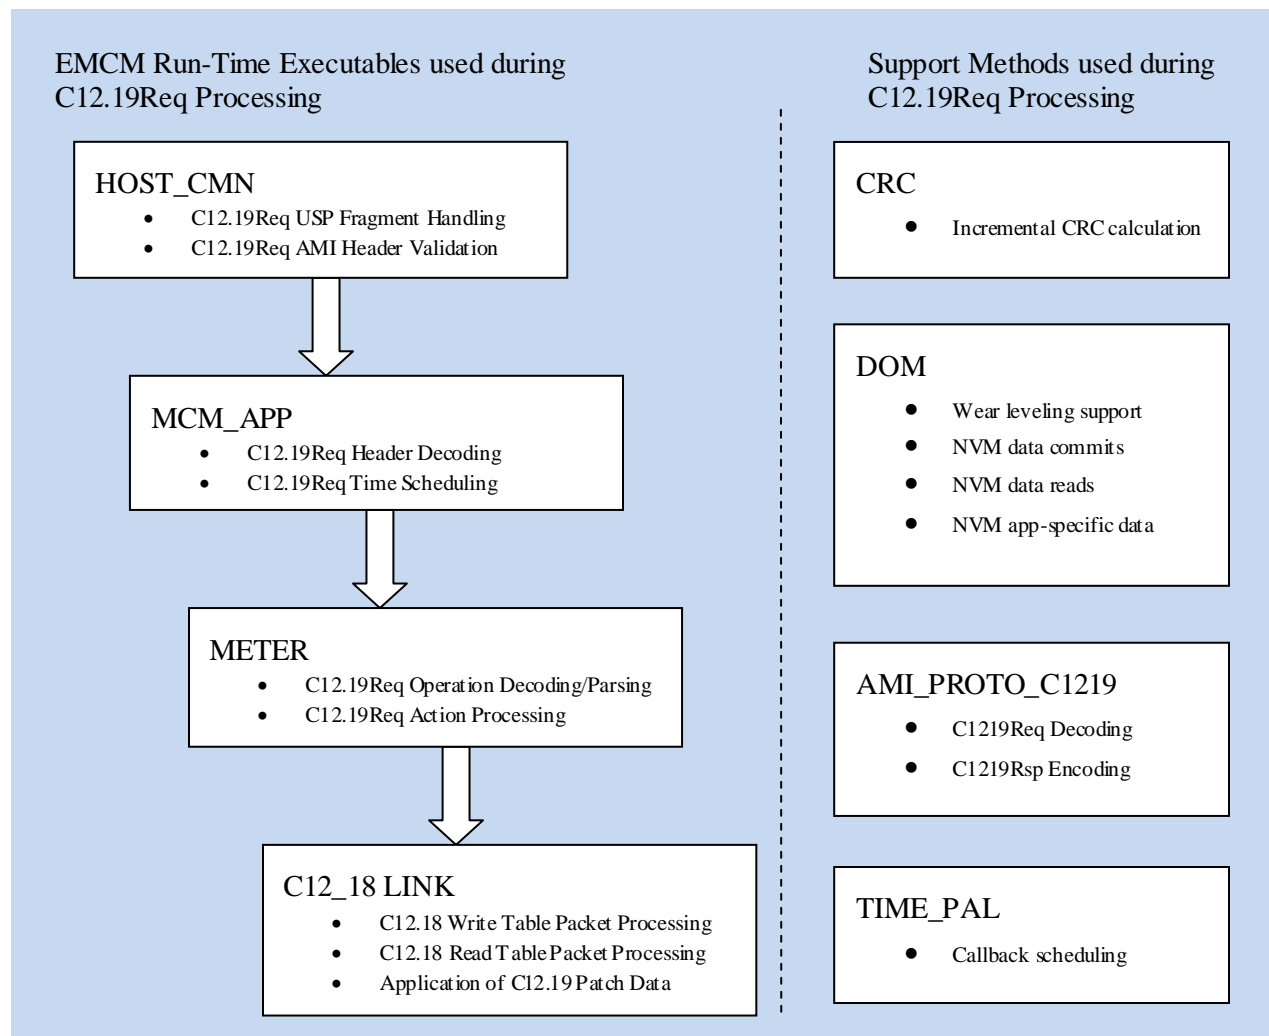 EMCM Run-Time Executables used during
C12.19Req Processing
HOST_CMN
• C12.19Req USP Fragment Handling
• C12.19Req AMI Header Validation
MCM_APP
• C12.19Req Header Decoding
• C12.19Req Time Scheduling
METER
• C12.19Req Operation Decoding/Parsing
• C12.19Req Action Processing
C12_18 LINK
• C12.18 Write Table Packet Processing
• C12.18 Read Table Packet Processing
• Application of C12.19 Patch Data
Support Methods used during
C12.19Req Processing
CRC
• Incremental CRC calculation
DOM
• Wear leveling support
• NVM data commits
• NVM data reads
• NVM app-specific data
AMI_PROTO_C1219
• C1219Req Decoding
• C1219Rsp Encoding
TIME_PAL
• Callback scheduling